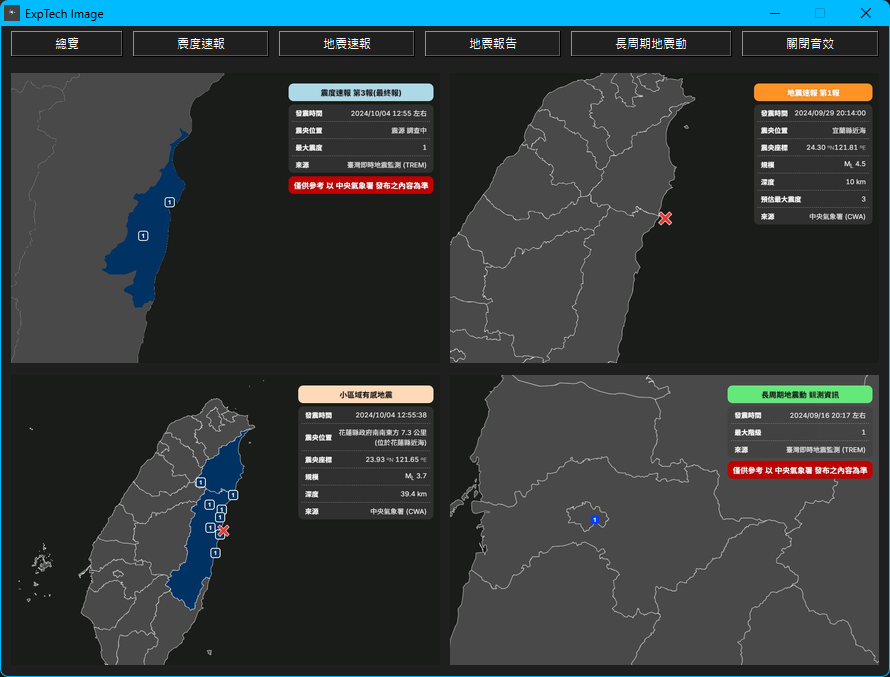 ExpTech Image
總覽
震度速報
地震速報
地震報告
長周期地震動
關閉音效
震度速報 第3報(最終報)
發震時間 2024/10/04 12:55 左右
震央位置 震源 調查中
最大震度 1
來源 臺灣即時地震監測 (TREM)
僅供參考 以 中央氣象署 發布之內容為準
1
1
地震速報 第1報
發震時間 2024/09/29 20:14:00
震央位置 宜蘭縣近海
震央座標 24.30 °N 121.81 °E
規模 ML 4.5
深度 10 km
預估最大震度 3
來源 中央氣象署 (CWA)
小區域有感地震
發震時間 2024/10/04 12:55:38
震央位置 花蓮縣政府南南東方 7.3 公里
(位於花蓮縣近海)
震央座標 23.93 °N 121.65 °E
規模 ML 3.7
深度 39.4 km
來源 中央氣象署 (CWA)
1
1
1
1
1
1
1
長周期地震動 観測資訊
發震時間 2024/09/16 20:17 左右
最大階級 1
來源 臺灣即時地震監測 (TREM)
僅供參考 以 中央氣象署 發布之內容為準
1